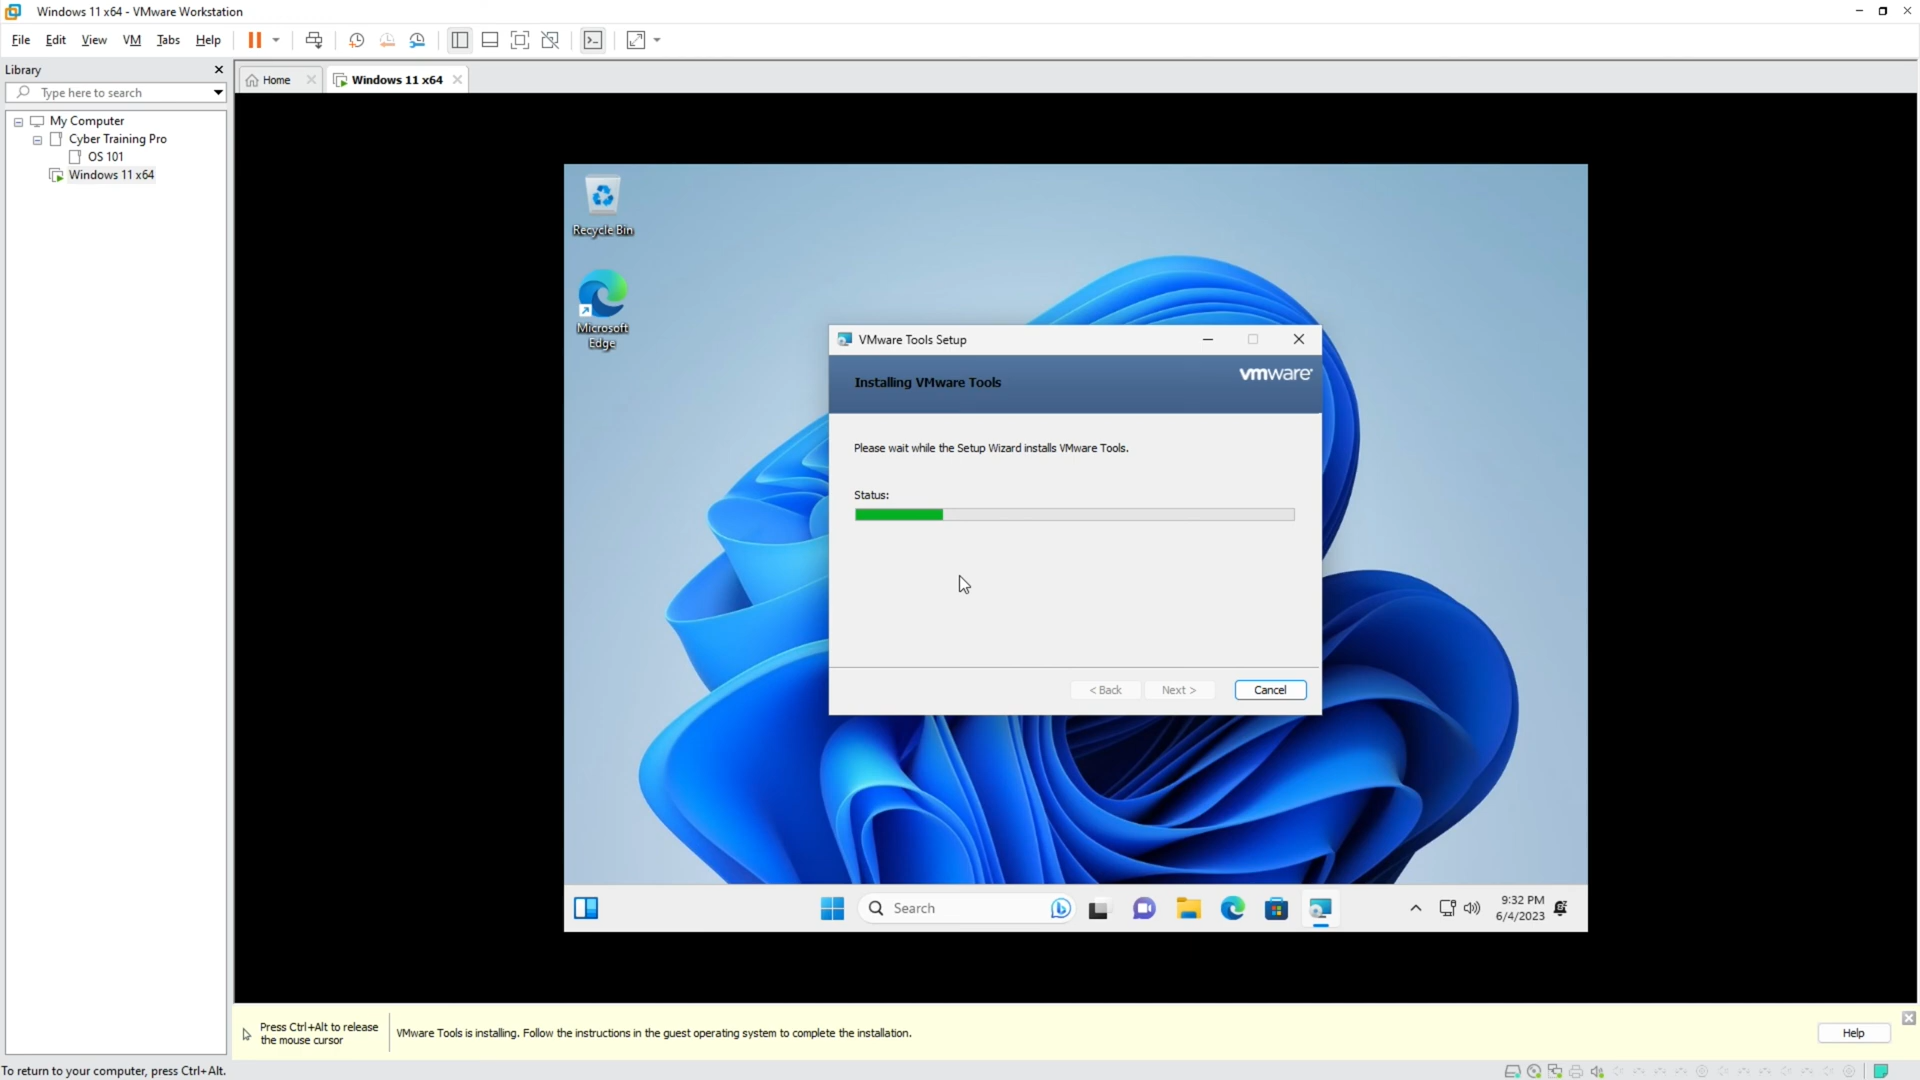 Windows 11 x64 - VMware Workstation
File Edit View VM Tabs Help
Library
Type here to search
My Computer
Cyber Training Pro
OS 101
Windows 11 x64
Home
Windows 11 x64
Recycle Bin
Microsoft
Edge
VMware Tools Setup
Installing VMware Tools
vmware
Please wait while the Setup Wizard installs VMware Tools.
Status:
< Back
Next >
Cancel
Search
9:32 PM
6/4/2023
Press Ctrl+Alt to release
the mouse cursor
VMware Tools is installing. Follow the instructions in the guest operating system to complete the installation.
Help
To return to your computer, press Ctrl+Alt.